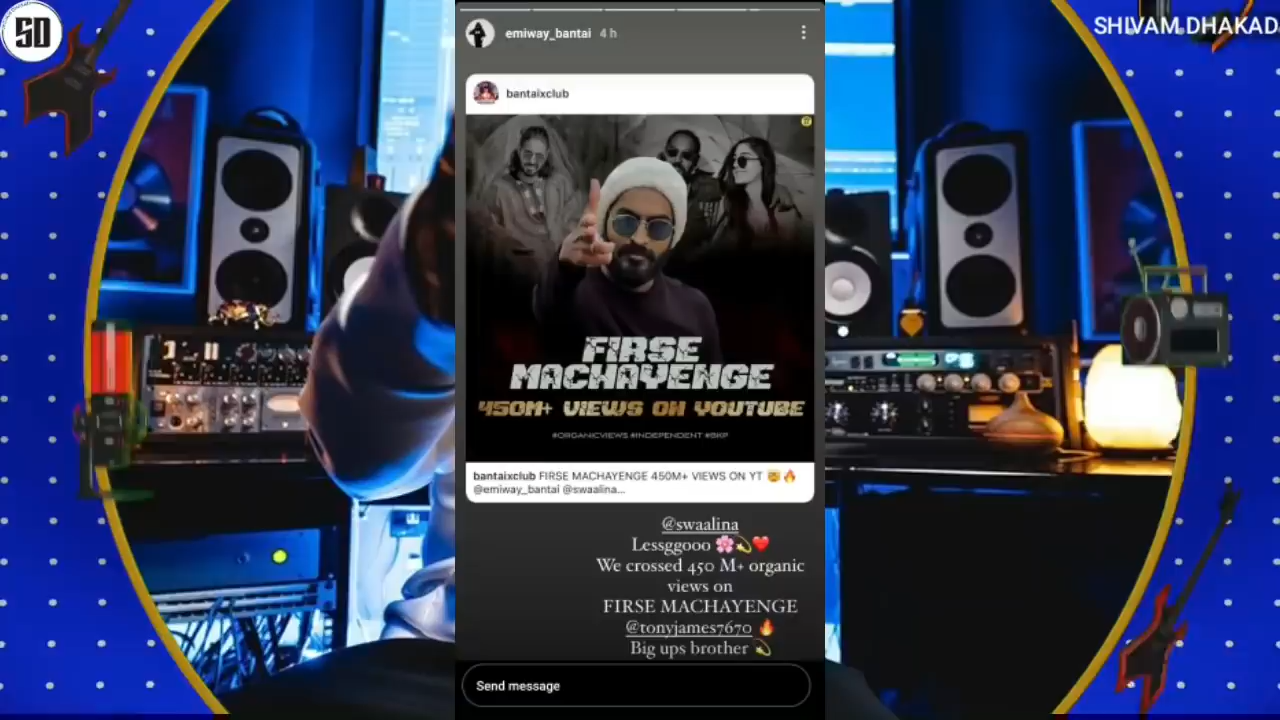 SD
SHIVAM DHAKAD
emiway_bantai 4 h
bantaixclub
FIRSE
MACHAYENGE
450M+ VIEWS ON YOUTUBE
#ORGANICVIEWS #INDEPENDENT #BKP
bantaixclub FIRSE MACHAYENGE 450M+ VIEWS ON YT 🤯🔥
@emiway_bantai @swaalina...
@swaalina
Lessggooo 🌸💫❤️
We crossed 450 M+ organic
views on
FIRSE MACHAYENGE
@tonyjames7670 🔥
Big ups brother 💫
Send message